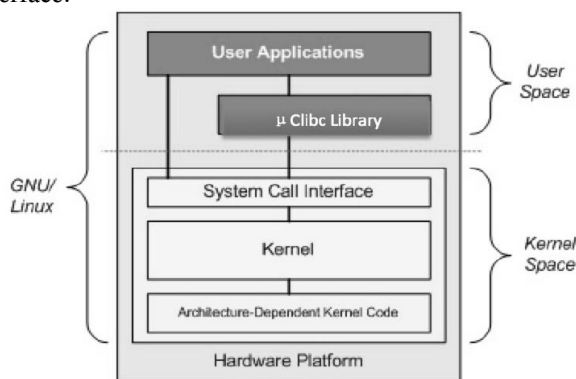 erface.
User Applications
μ Clibc Library
User
Space
GNU/
Linux
System Call Interface
Kernel
Architecture-Dependent Kernel Code
Kernel
Space
Hardware Platform